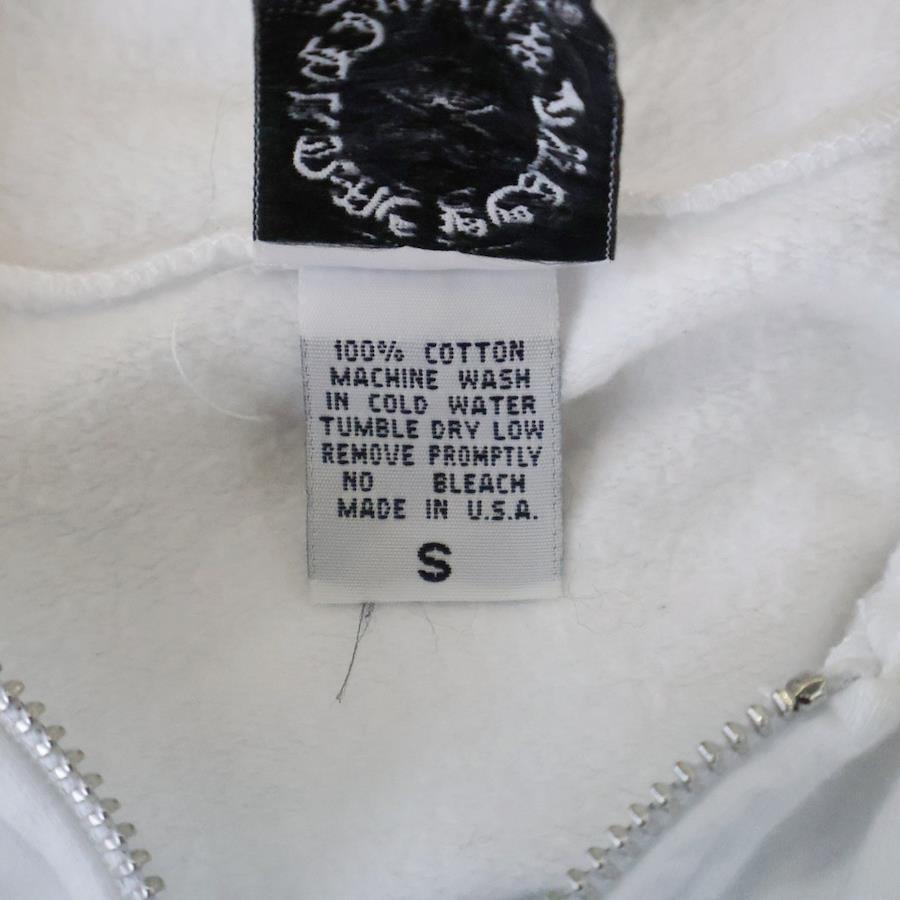 100% COTTON
MACHINE WASH
IN COLD WATER
TUMBLE DRY LOW
REMOVE PROMPTLY
NO BLEACH
MADE IN U.S.A.
S